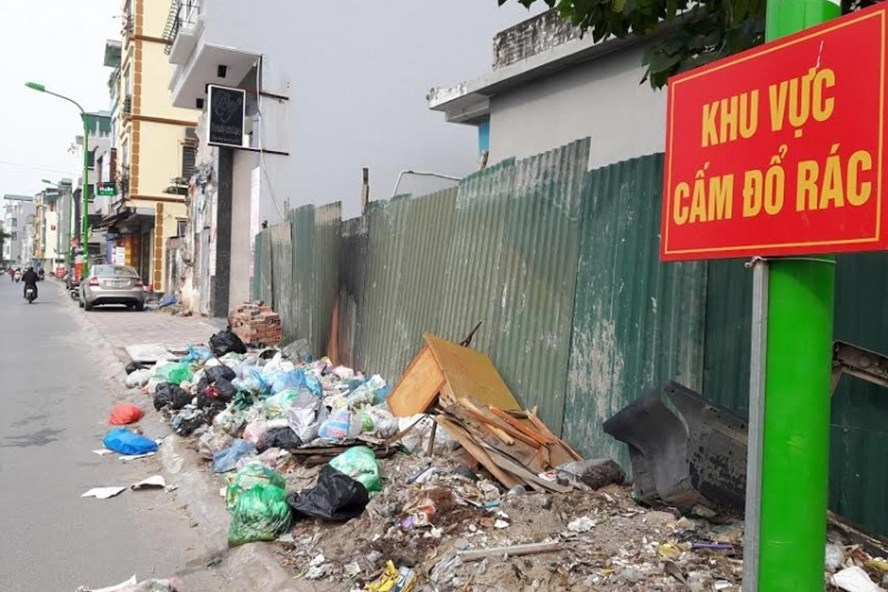 KHU VỰC
CẤM ĐỔ RÁC